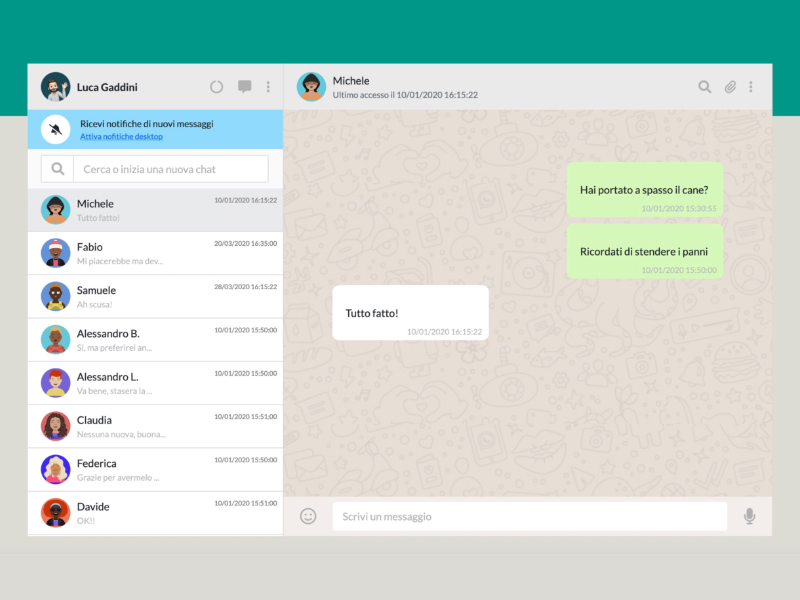 Luca Gaddini
Ricevi notifiche di nuovi messaggi
Attiva nofitiche desktop
Cerca o inizia una nuova chat
Michele
10/01/2020 16:15:22
Tutto fatto!
Fabio
20/03/2020 16:35:00
Mi piacerebbe ma dev...
Samuele
28/03/2020 16:15:22
Ah scusa!
Alessandro B.
10/01/2020 15:50:00
Si, ma preferirei an...
Alessandro L.
10/01/2020 15:50:00
Va bene, stasera la ...
Claudia
10/01/2020 15:51:00
Nessuna nuova, buona...
Federica
10/01/2020 15:50:00
Grazie per avermelo ...
Davide
10/01/2020 15:51:00
OK!!
Michele
Ultimo accesso il 10/01/2020 16:15:22
Hai portato a spasso il cane?
10/01/2020 15:30:55
Ricordati di stendere i panni
10/01/2020 15:50:00
Tutto fatto!
10/01/2020 16:15:22
Scrivi un messaggio